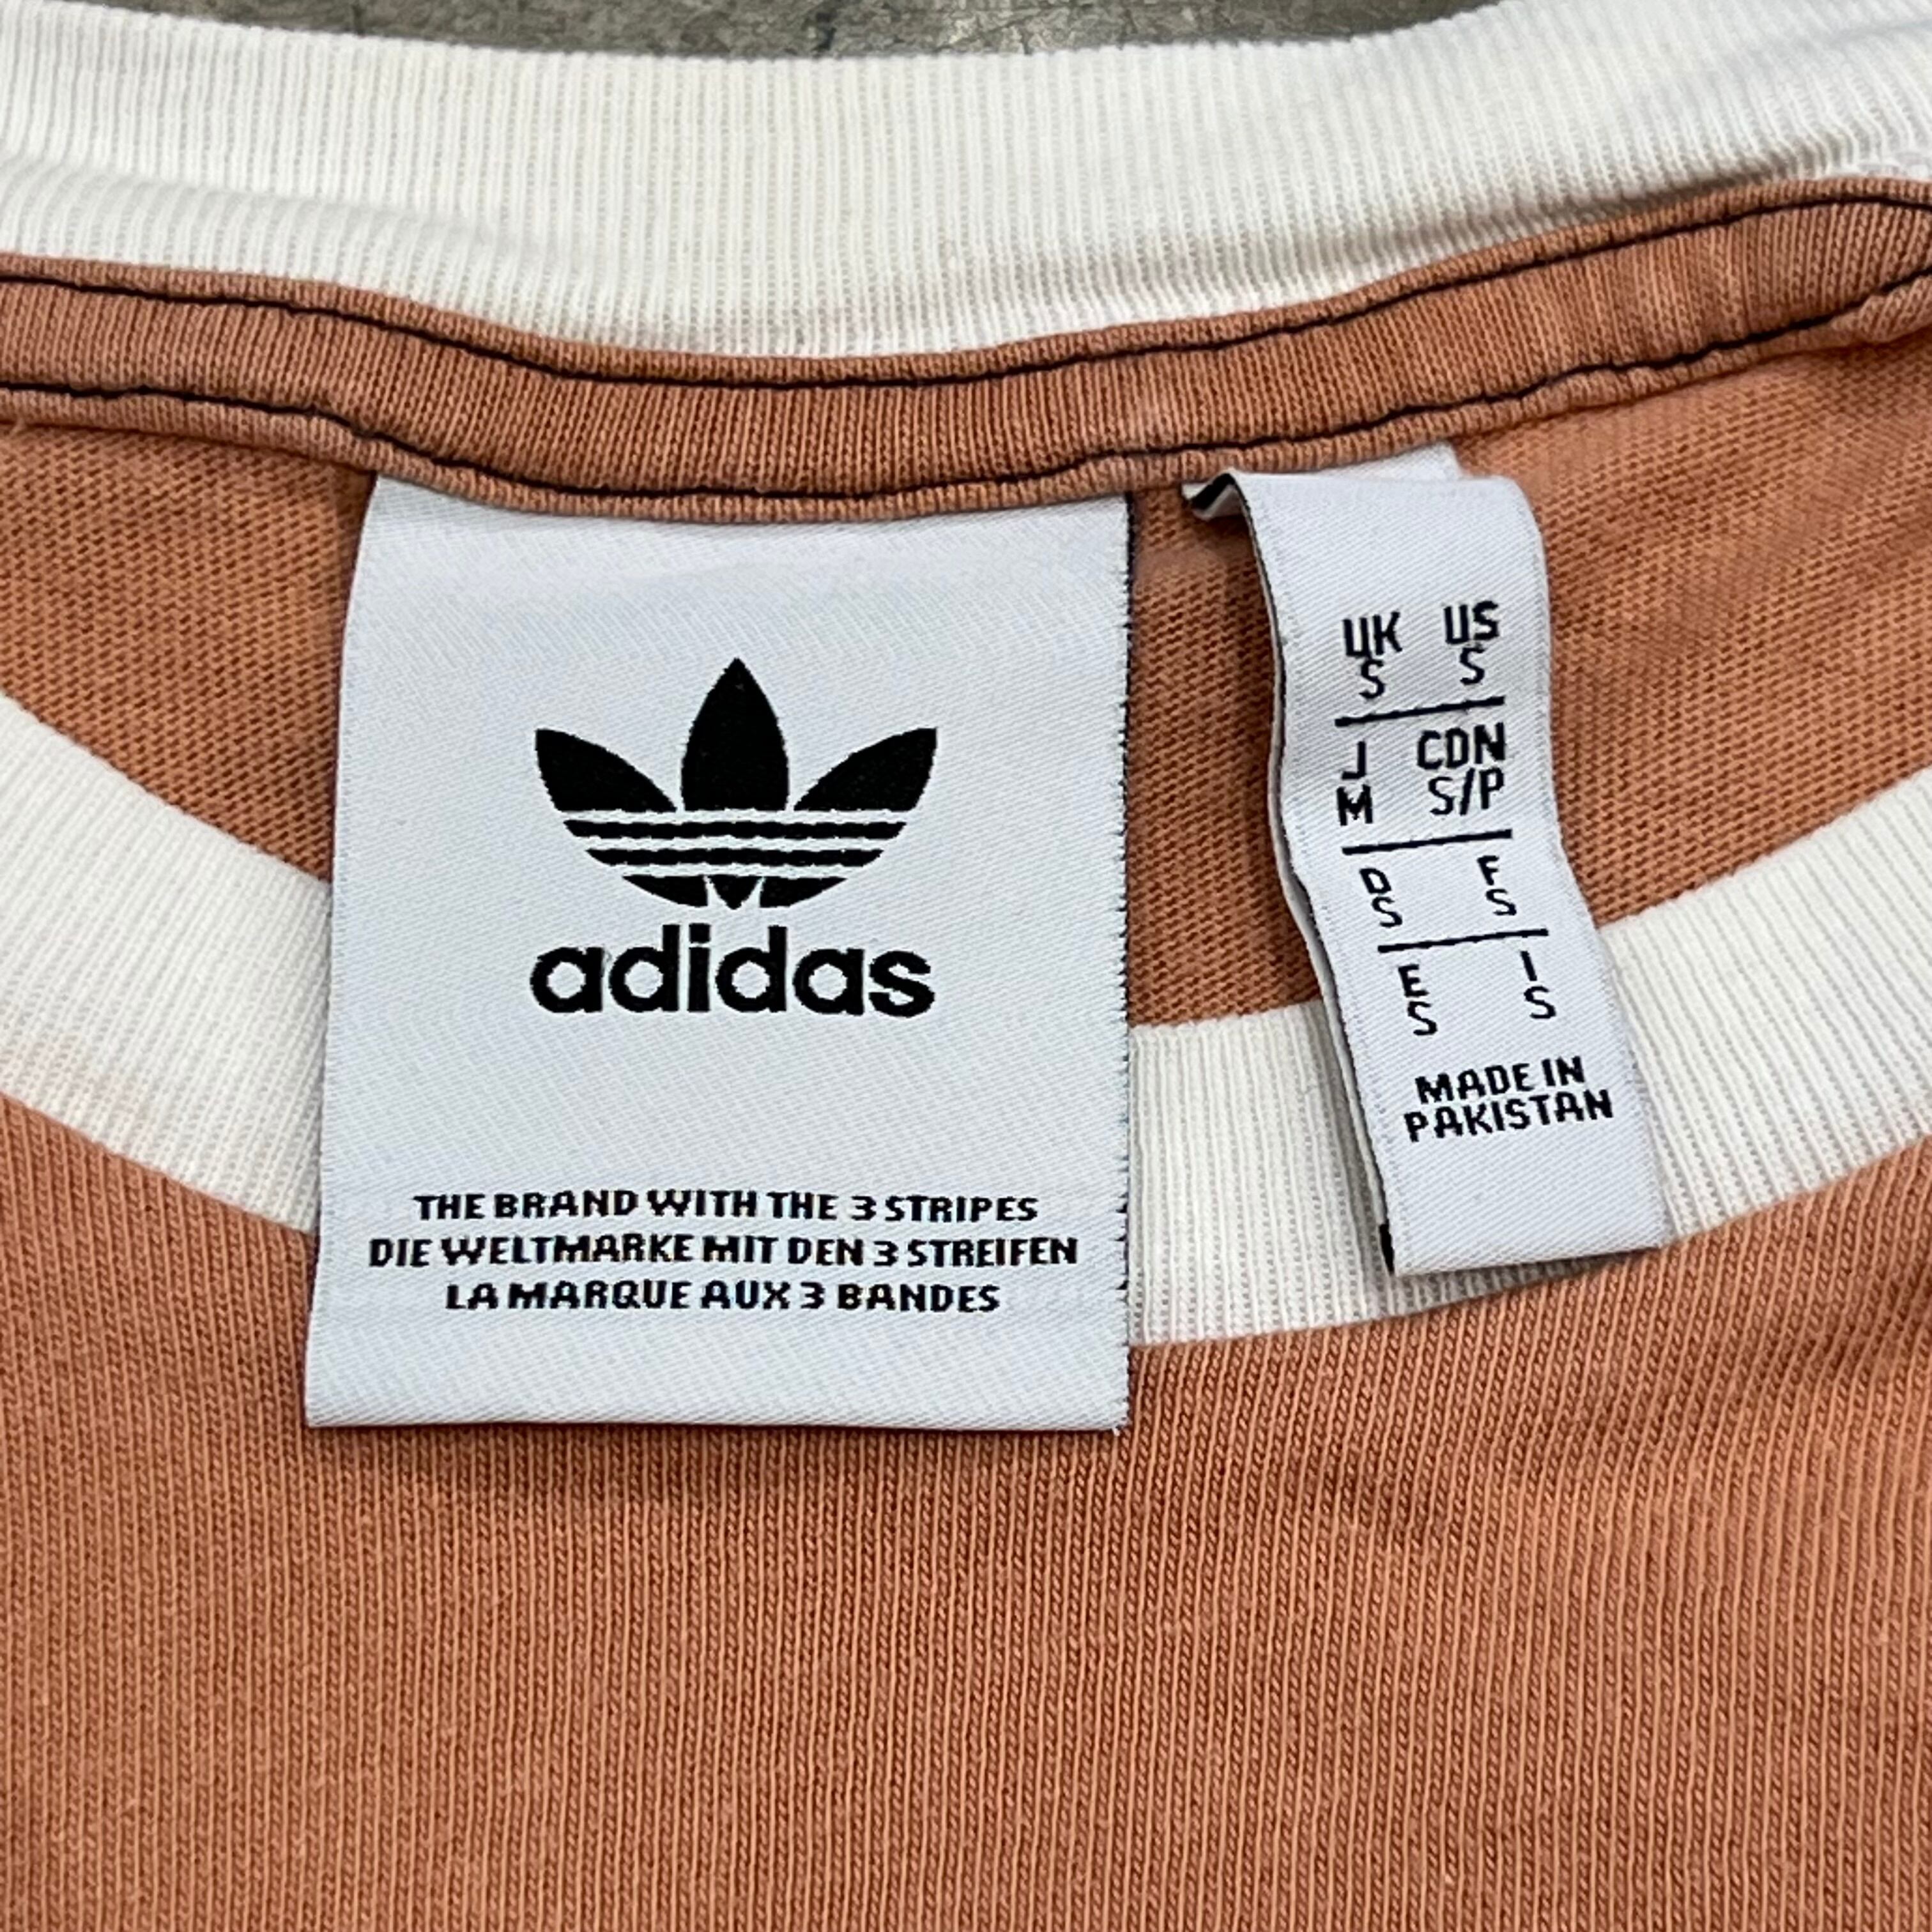 adidas
THE BRAND WITH THE 3 STRIPES
DIE WELTMARKE MIT DEN 3 STREIFEN
LA MARQUE AUX 3 BANDES
UK US
S S
J CDN
M S/P
D F
S S
E I
S S
MADE IN
PAKISTAN